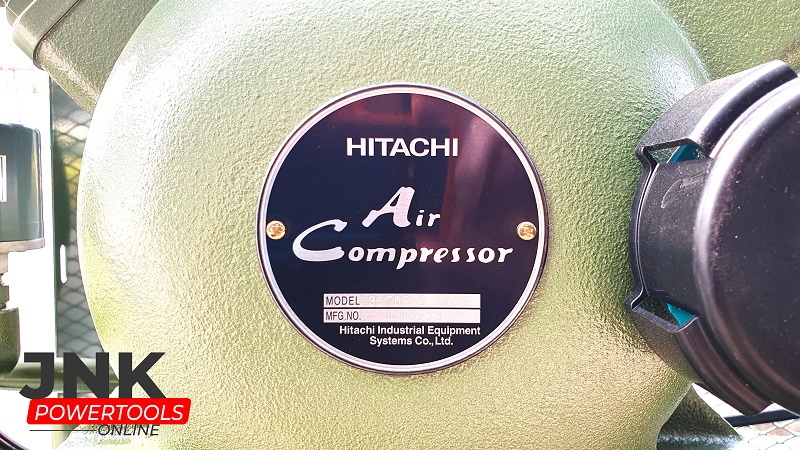 HITACHI
Air
Compressor
MODEL
MFG.NO.
Hitachi Industrial Equipment
Systems Co., Ltd.
JNK
POWERTOOLS
ONLINE